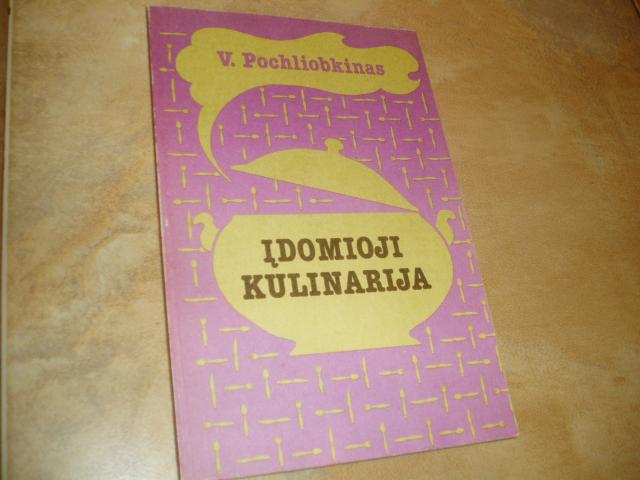 V. Pochliobkinas
ĮDOMIOJI
KULINARIJA